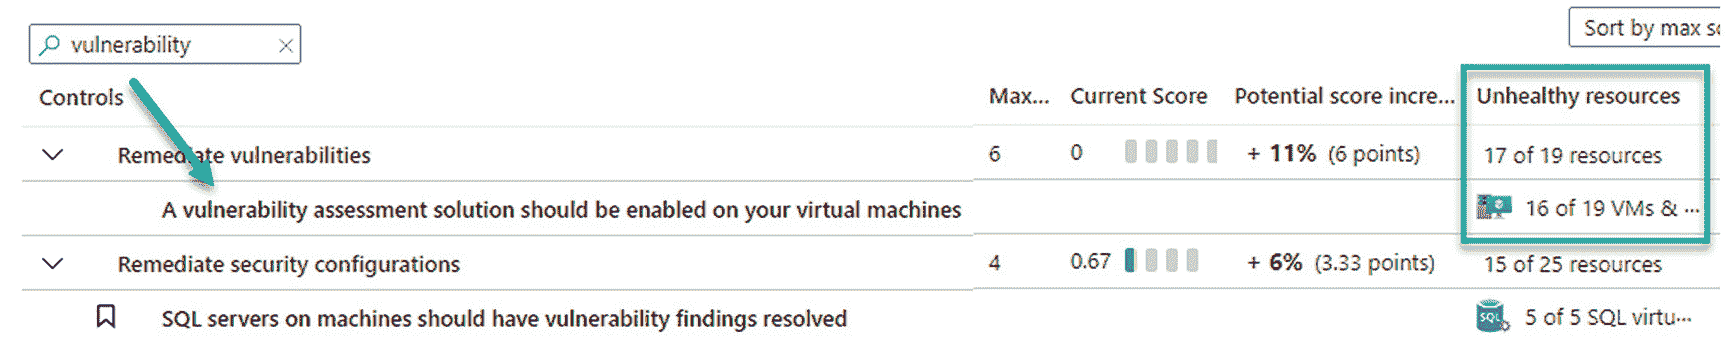 vulnerability
Sort by max sc
Controls Max... Current Score Potential score incre... Unhealthy resources
Remediate vulnerabilities 6 0 + 11% (6 points) 17 of 19 resources
A vulnerability assessment solution should be enabled on your virtual machines 16 of 19 VMs & ...
Remediate security configurations 4 0.67 + 6% (3.33 points) 15 of 25 resources
SQL servers on machines should have vulnerability findings resolved SQL 5 of 5 SQL virtu...